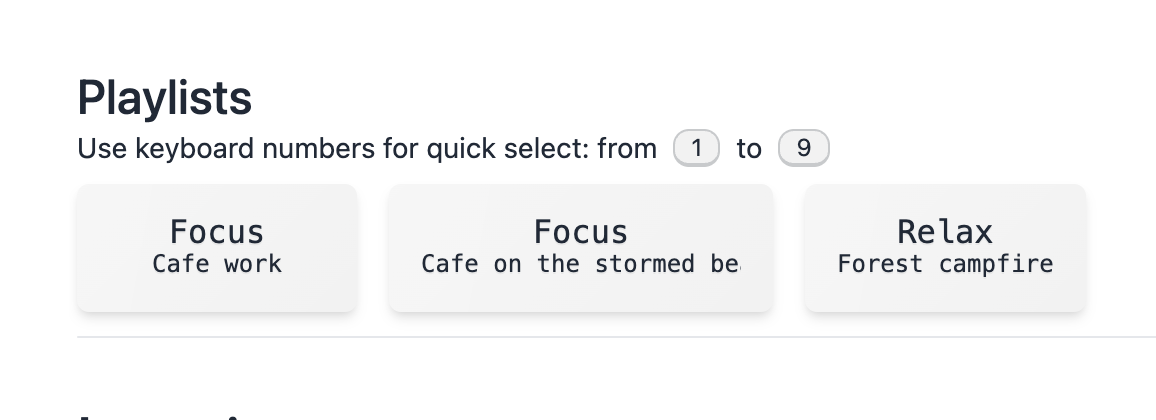 Playlists
Use keyboard numbers for quick select: from 1 to 9
Focus
Cafe work
Focus
Cafe on the stormed be
Relax
Forest campfire